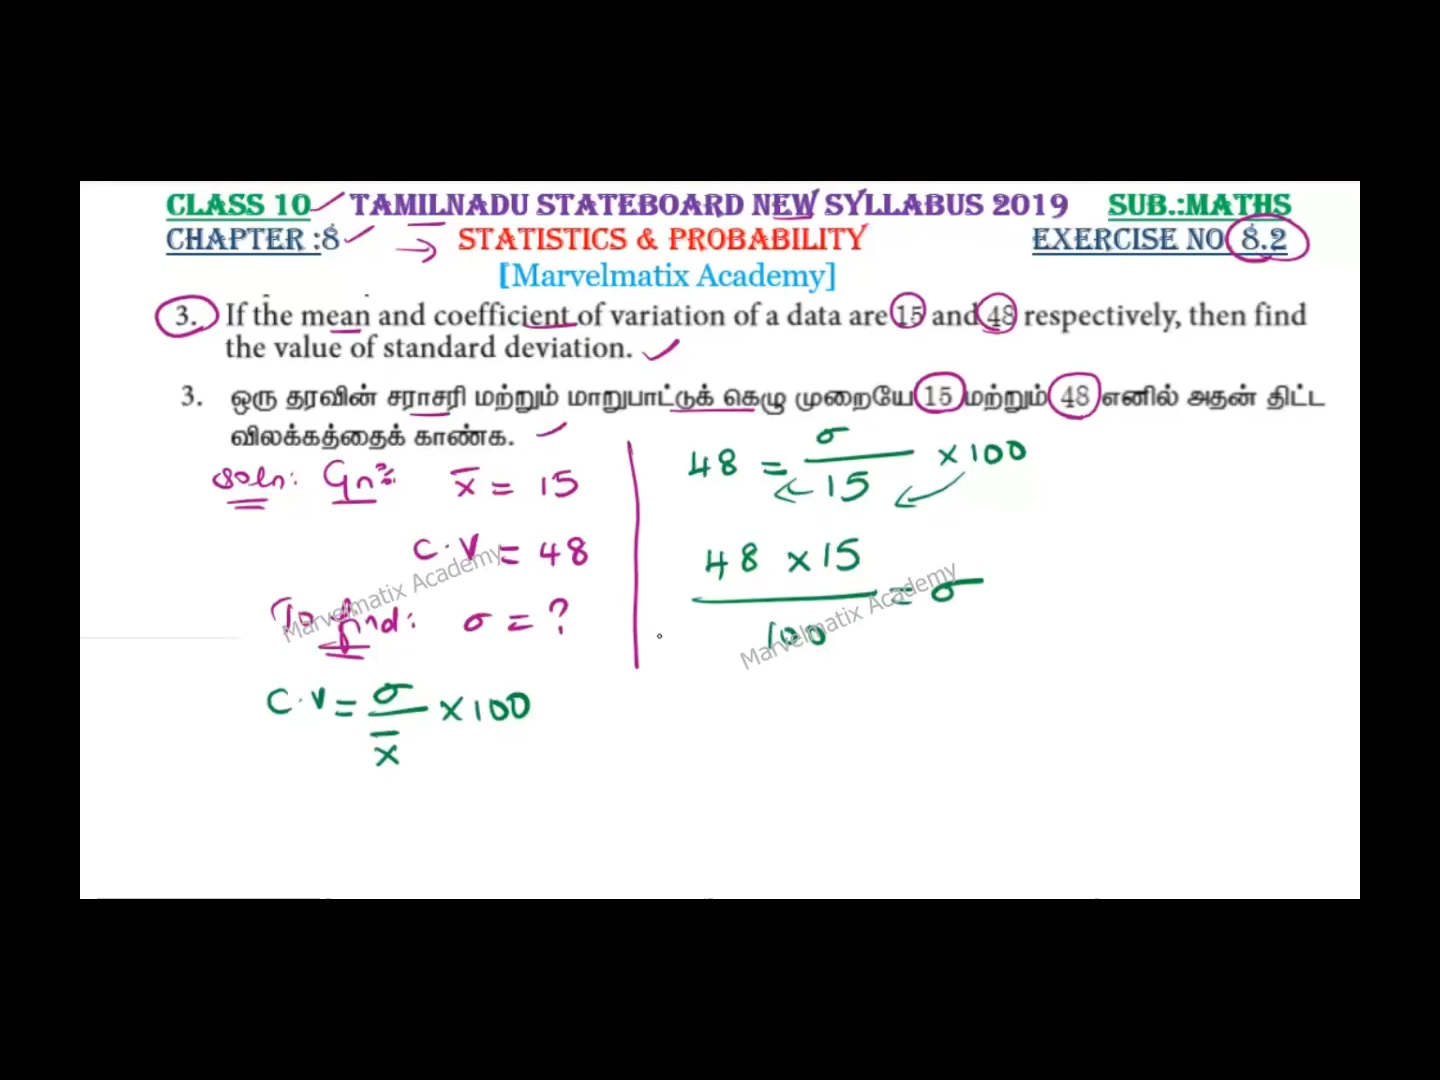 CLASS 10 TAMILNADU STATEBOARD NEW SYLLABUS 2019 SUB.:MATHS
CHAPTER :8 → STATISTICS & PROBABILITY EXERCISE NO 8.2
[Marvelmatix Academy]
3. If the mean and coefficient of variation of a data are 15 and 48 respectively, then find
the value of standard deviation.
3. ஒரு தரவின் சராசரி மற்றும் மாறுபாட்டுக் கெழு முறையே 15 மற்றும் 48 எனில் அதன் திட்ட
விலக்கத்தைக் காண்க.
Soln: Gn: x̄ = 15
C.V = 48
Marvelmatix Academy
To find: σ = ?
C.V = σ/x̄ × 100
48 = σ/15 × 100
48 × 15/100 = σ
Marvelmatix Academy